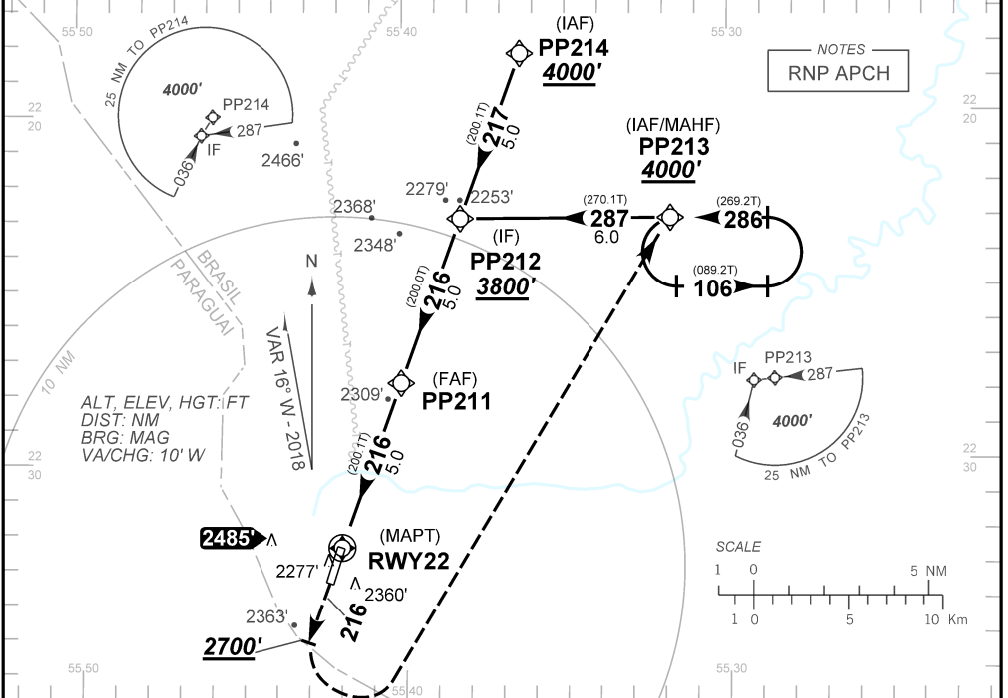 55 50
55 40
55 30
(IAF)
PP214
4000'
NOTES
RNP APCH
25 NM TO PP214
4000'
PP214
287
IF
036
2466'
22
20
22
20
(200.1T)
217
5.0
(IAF/MAHF)
PP213
4000'
2279'
2253'
2368'
2348'
(270.1T)
287
6.0
(269.2T)
286
(089.2T)
106
(IF)
PP212
3800'
BRASIL
PARAGUAI
N
VAR 16° W - 2018
10 NM
(200.0T)
216
5.0
(FAF)
PP211
2309'
IF
PP213
287
036
4000'
25 NM TO PP213
ALT, ELEV, HGT: FT
DIST: NM
BRG: MAG
VA/CHG: 10' W
22
30
22
30
(200.1T)
216
5.0
2485'
(MAPT)
RWY22
2277'
2360'
216
2363'
2700'
SCALE
1 0 5 NM
1 0 5 10 Km
55 50
55 40
55 30